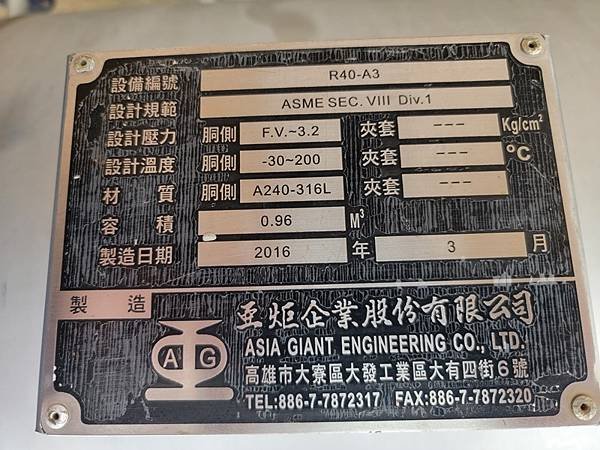 設備編號 R40-A3
設計規範 ASME SEC. VIII Div.1
設計壓力 胴側 F.V.~3.2 夾套 --- Kg/cm²
設計溫度 胴側 -30~200 夾套 --- °C
材質 胴側 A240-316L 夾套 ---
容積 0.96 M³
製造日期 2016 年 3 月
製造
AG
亜炬企業股份有限公司
ASIA GIANT ENGINEERING CO., LTD.
高雄市大寮區大發工業區大有四街6號
TEL:886-7-7872317 FAX:886-7-7872320